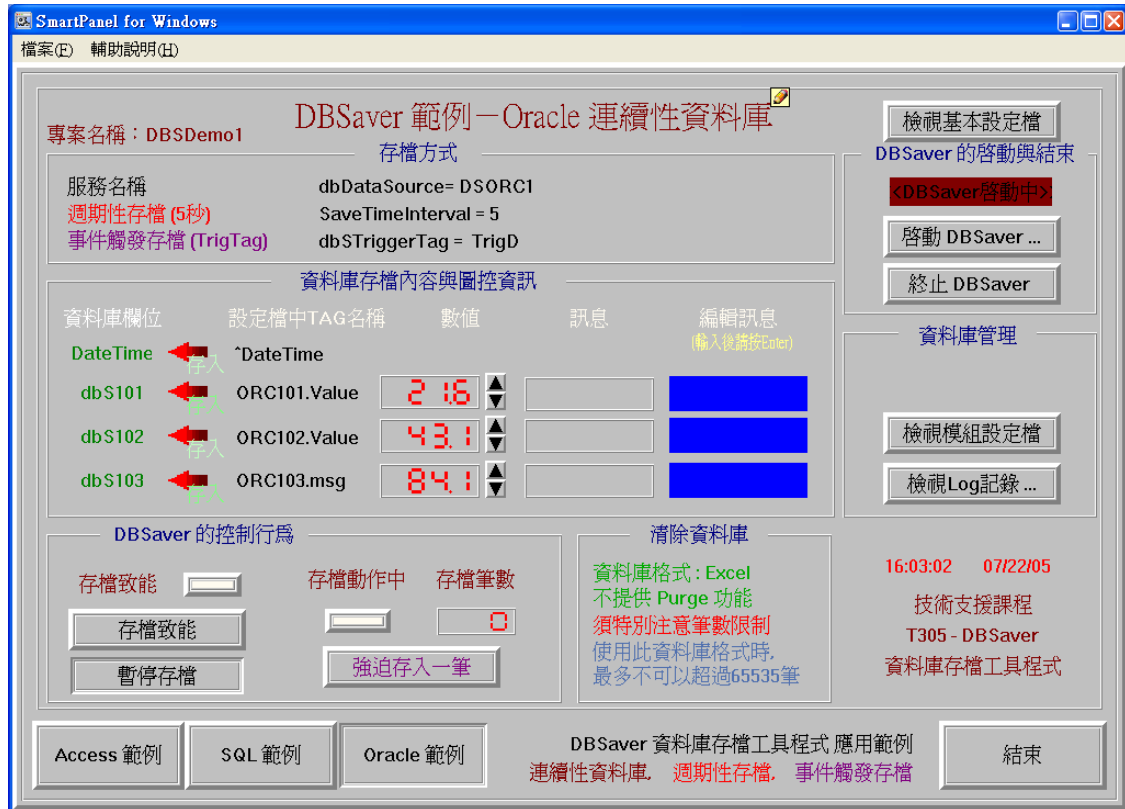 SmartPanel for Windows
檔案(F) 輔助說明(H)
DBSaver 範例－Oracle 連續性資料庫
專案名稱：DBSDemo1
檢視基本設定檔
存檔方式
服務名稱 dbDataSource= DSORC1
週期性存檔 (5秒) SaveTimeInterval = 5
事件觸發存檔 (TrigTag) dbSTriggerTag = TrigD
DBSaver 的啓動與結束
<DBSaver啓動中>
啓動 DBSaver ...
終止 DBSaver
資料庫存檔內容與圖控資訊
資料庫欄位 設定檔中TAG名稱 數值 訊息 編輯訊息
(輸入後請按Enter)
DateTime 存入 ^DateTime
dbS101 存入 ORC101.Value 21.6
dbS102 存入 ORC102.Value 43.1
dbS103 存入 ORC103.msg 84.1
資料庫管理
檢視模組設定檔
檢視Log記錄 ...
DBSaver 的控制行爲
存檔致能 存檔動作中 存檔筆數
存檔致能 0
暫停存檔 強迫存入一筆
清除資料庫
資料庫格式 : Excel
不提供 Purge 功能
須特別注意筆數限制
使用此資料庫格式時,
最多不可以超過65535筆
16:03:02 07/22/05
技術支援課程
T305 - DBSaver
資料庫存檔工具程式
Access 範例 SQL 範例 Oracle 範例
DBSaver 資料庫存檔工具程式 應用範例
連續性資料庫, 週期性存檔, 事件觸發存檔
結束